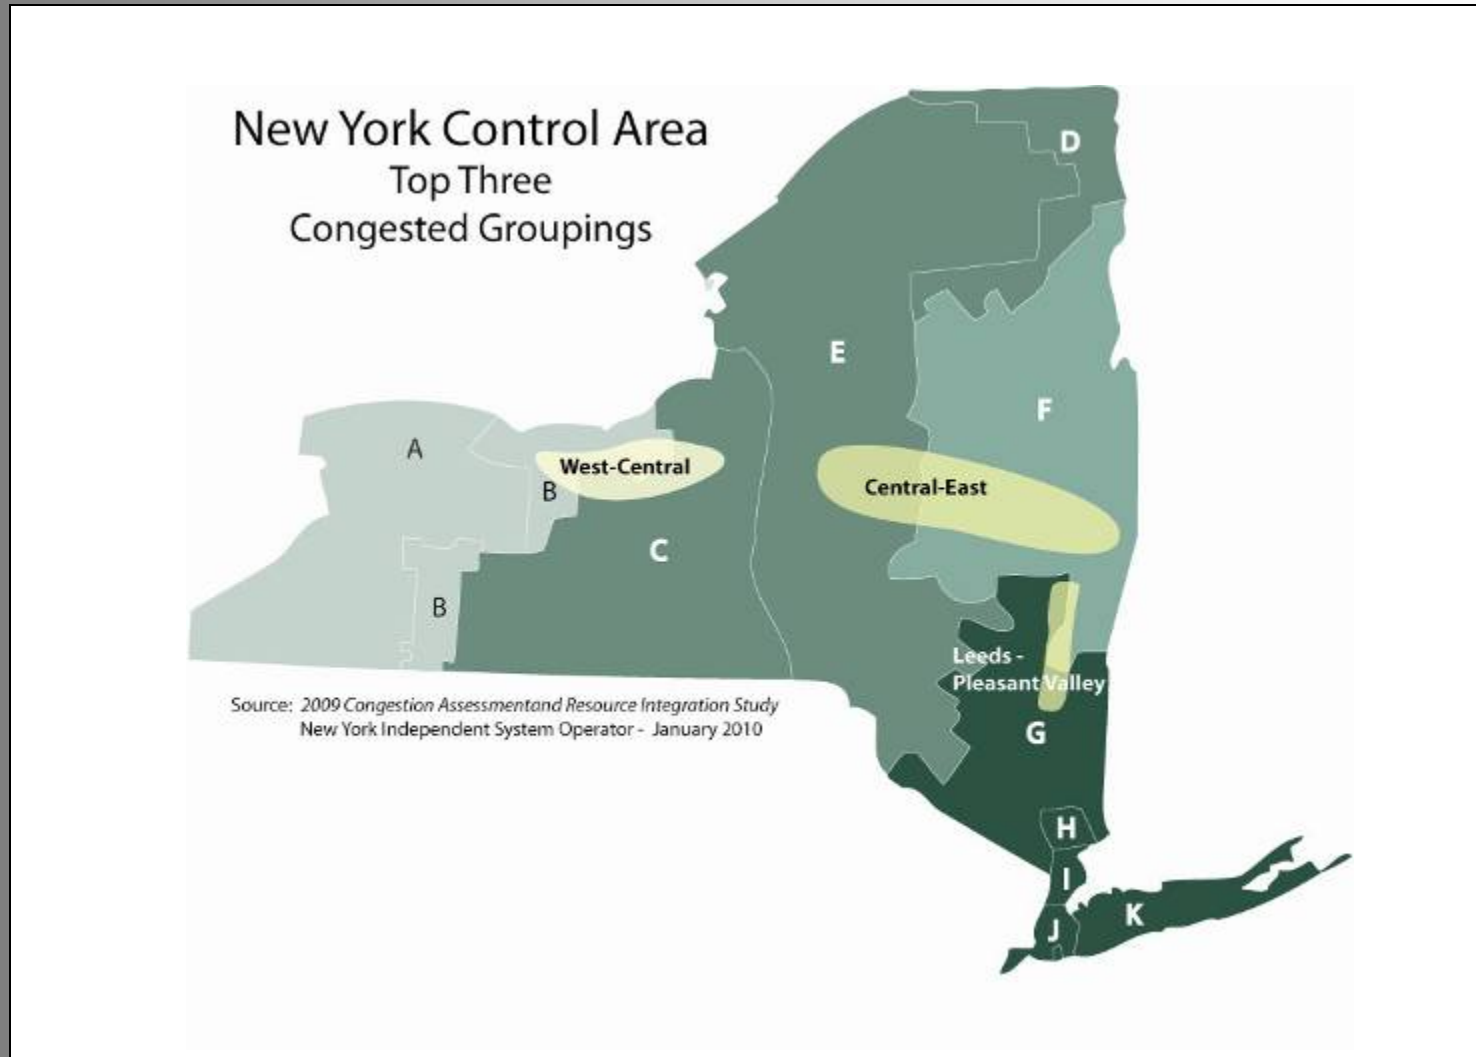 New York Control Area
Top Three
Congested Groupings
D
E
F
A
West-Central
B
Central-East
C
B
Leeds -
Pleasant Valley
Source: 2009 Congestion Assessmentand Resource Integration Study
New York Independent System Operator - January 2010
G
H
I
K
J